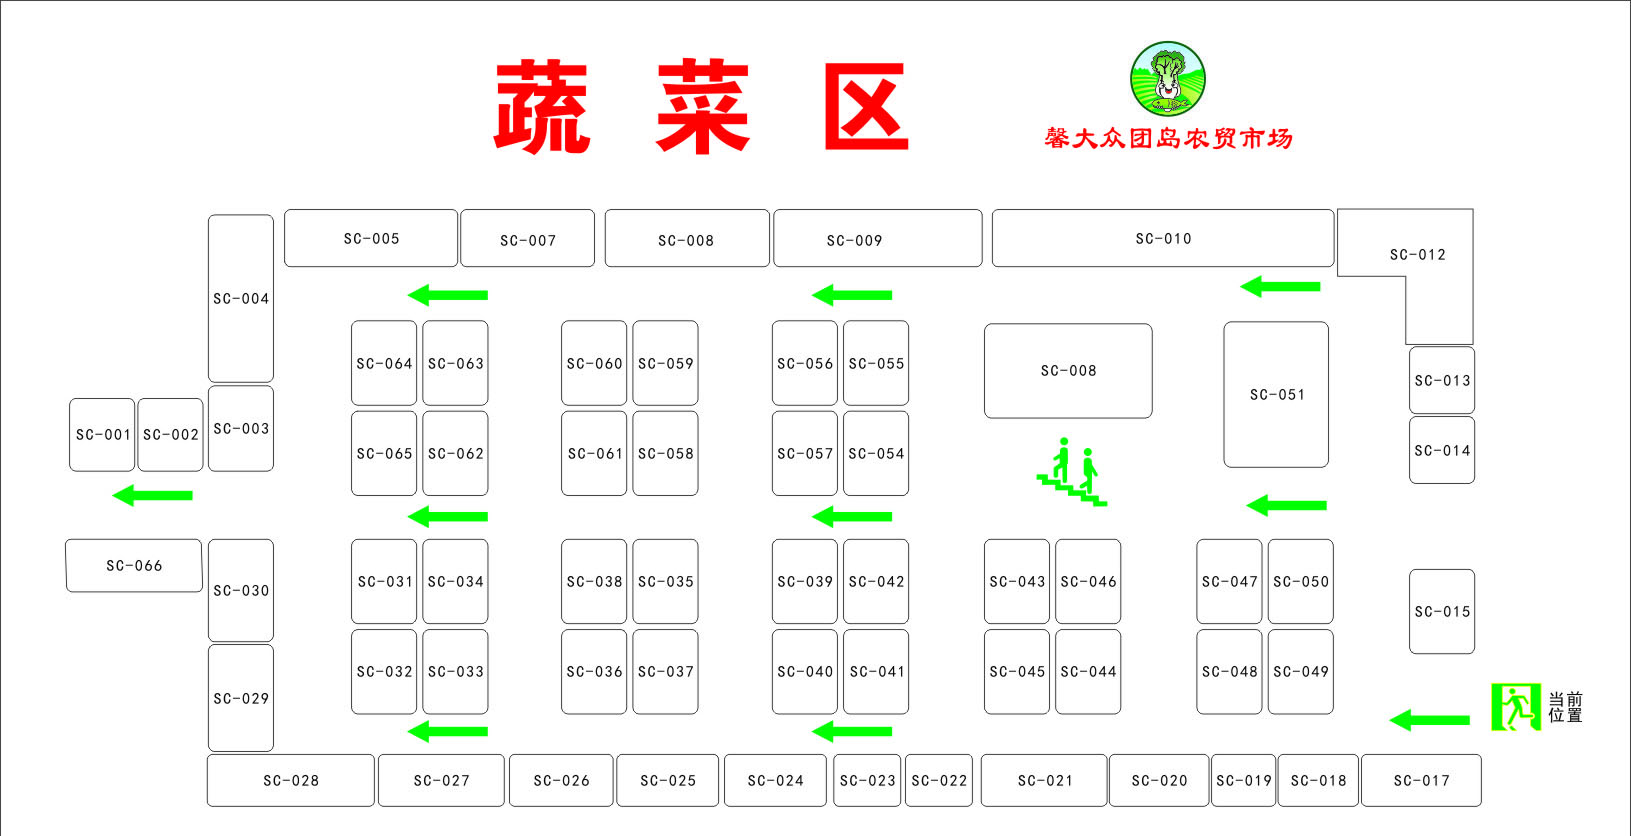 蔬菜区
馨大众团岛农贸市场
SC-005 SC-007 SC-008 SC-009 SC-010 SC-012
SC-004
SC-064 SC-063 SC-060 SC-059 SC-056 SC-055 SC-008 SC-051 SC-013
SC-001 SC-002 SC-003
SC-065 SC-062 SC-061 SC-058 SC-057 SC-054 SC-014
SC-066 SC-030
SC-031 SC-034 SC-038 SC-035 SC-039 SC-042 SC-043 SC-046 SC-047 SC-050 SC-015
SC-029
SC-032 SC-033 SC-036 SC-037 SC-040 SC-041 SC-045 SC-044 SC-048 SC-049
当前
位置
SC-028 SC-027 SC-026 SC-025 SC-024 SC-023 SC-022 SC-021 SC-020 SC-019 SC-018 SC-017